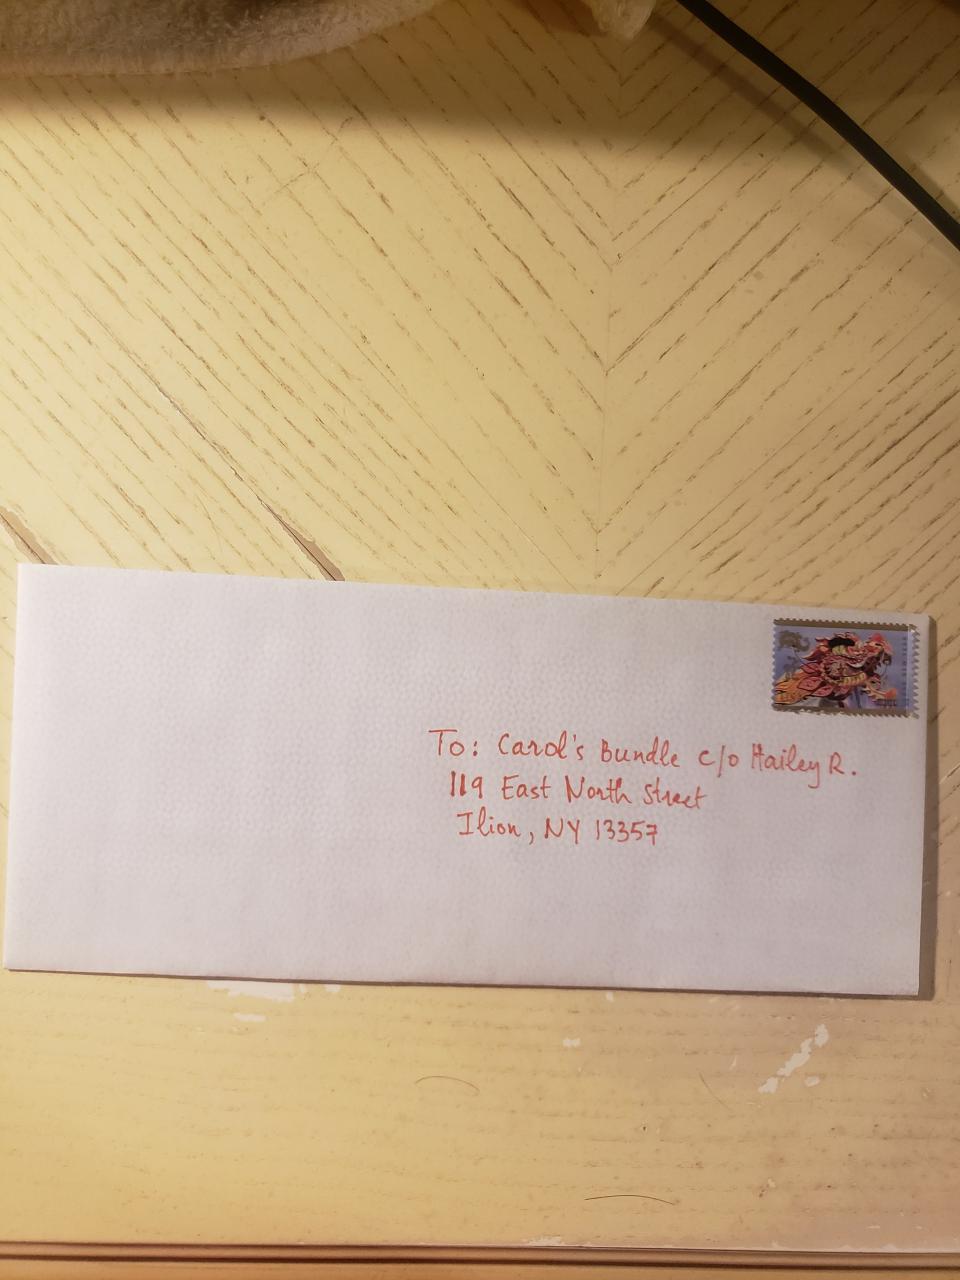 To: Carol's Bundle c/o Hailey R.
119 East North Street
Ilion, NY 13357